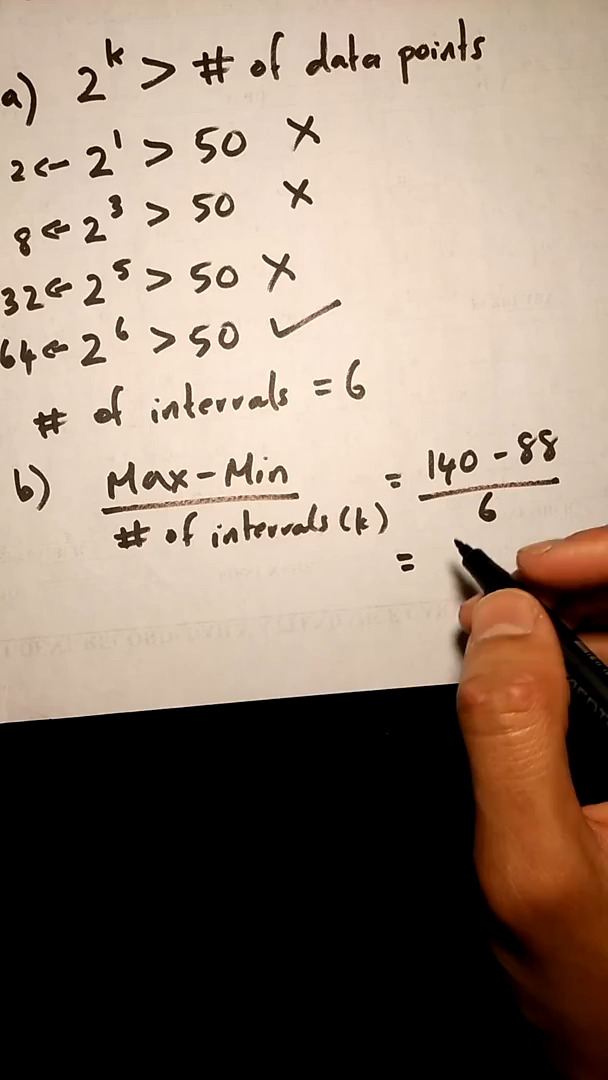 a) 2^k > # of data points
2 ← 2^1 > 50 ×
8 ← 2^3 > 50 ×
32 ← 2^5 > 50 ×
64 ← 2^6 > 50 ✓
# of intervals = 6
b) Max - Min / # of intervals (k) = 140 - 88 / 6
=